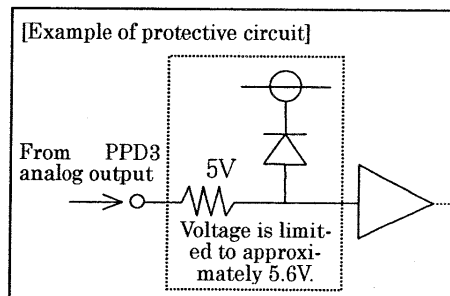 [Example of protective circuit]
From PPD3
analog output
5V
Voltage is limit-
ed to approxi-
mately 5.6V.